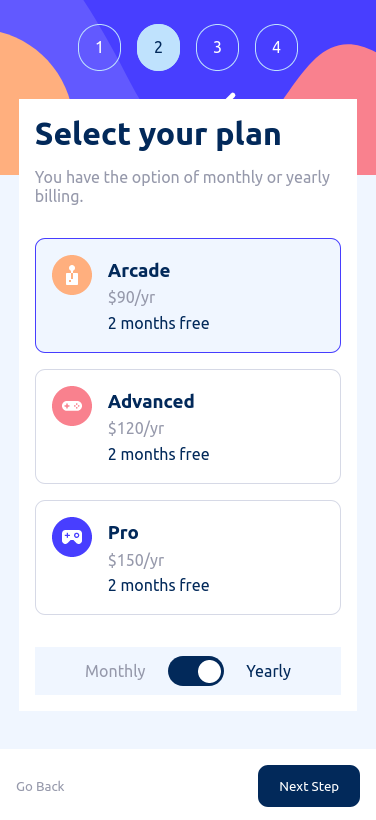 1 2 3 4
Select your plan
You have the option of monthly or yearly
billing.
Arcade
$90/yr
2 months free
Advanced
$120/yr
2 months free
Pro
$150/yr
2 months free
Monthly Yearly
Go Back Next Step